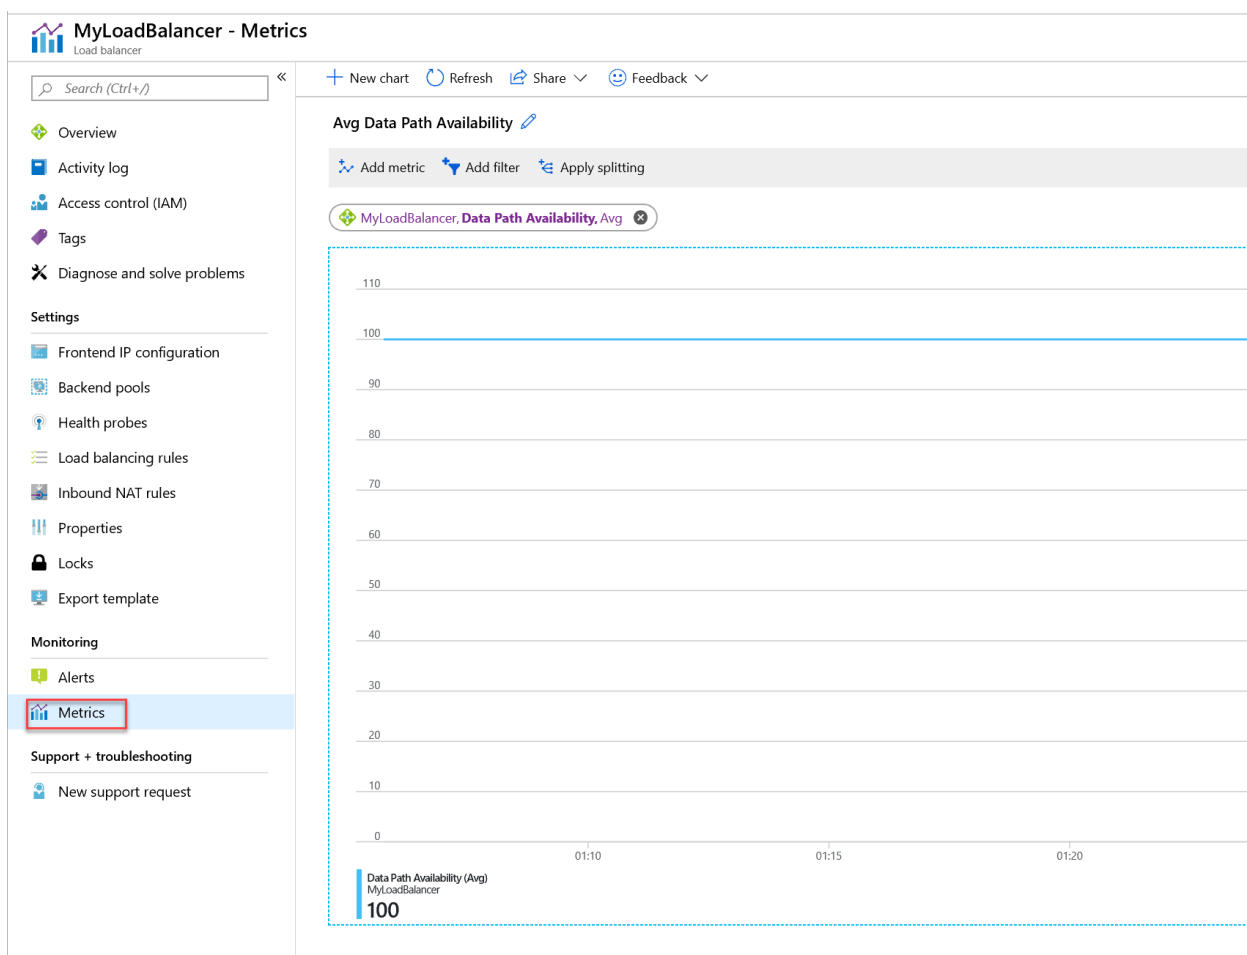 MyLoadBalancer - Metrics
Load balancer
Search (Ctrl+/)
«
Overview
Activity log
Access control (IAM)
Tags
Diagnose and solve problems
Settings
Frontend IP configuration
Backend pools
Health probes
Load balancing rules
Inbound NAT rules
Properties
Locks
Export template
Monitoring
Alerts
Metrics
Support + troubleshooting
New support request
New chart Refresh Share Feedback
Avg Data Path Availability
Add metric Add filter Apply splitting
MyLoadBalancer, Data Path Availability, Avg
110
100
90
80
70
60
50
40
30
20
10
0
01:10 01:15 01:20
Data Path Availability (Avg)
MyLoadBalancer
100